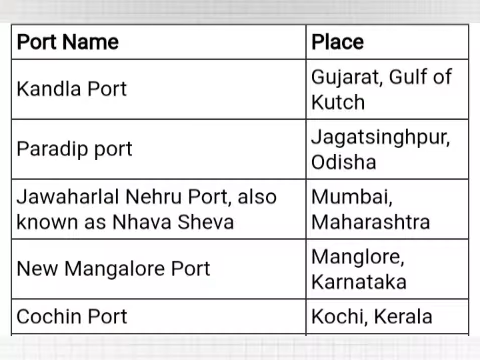 Port Name Place
Kandla Port Gujarat, Gulf of
Kutch
Paradip port Jagatsinghpur,
Odisha
Jawaharlal Nehru Port, also Mumbai,
known as Nhava Sheva Maharashtra
New Mangalore Port Manglore,
Karnataka
Cochin Port Kochi, Kerala